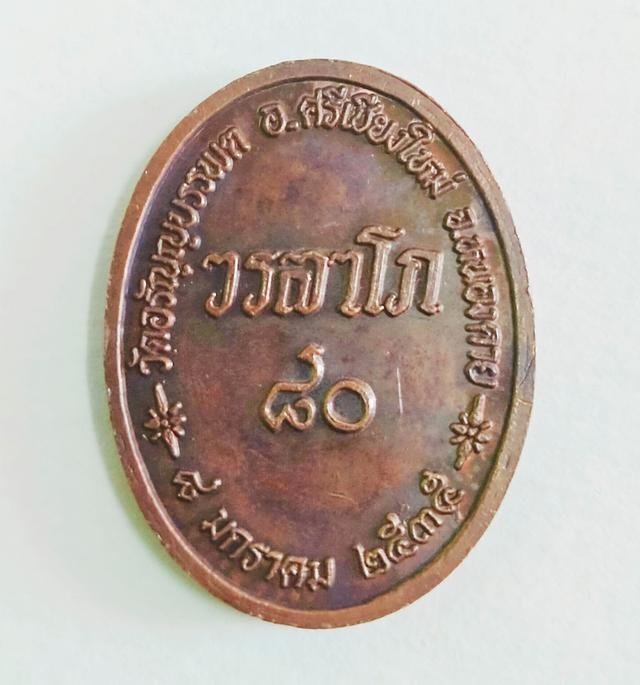 วัดอรัญญบรรพต อ.ศรีเชียงใหม่ จ.หนองคาย
วรลาโภ
๘๐
๙ มกราคม ๒๕๓๕